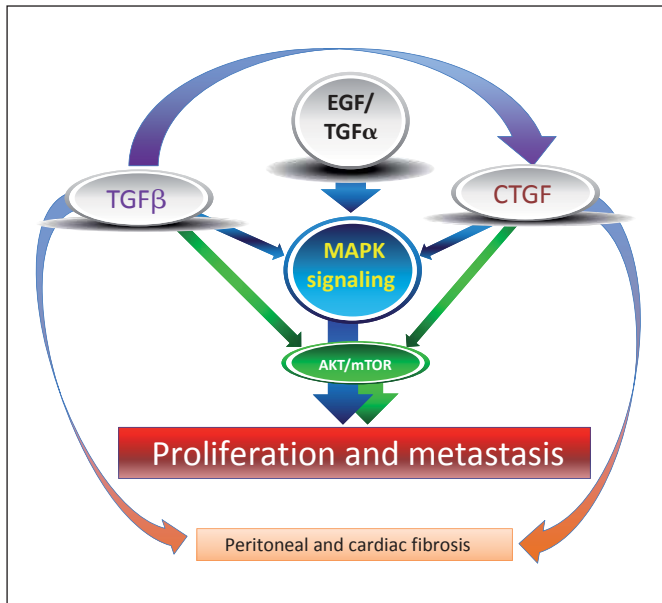 EGF/
TGFα
TGFβ
CTGF
MAPK
signaling
AKT/mTOR
Proliferation and metastasis
Peritoneal and cardiac fibrosis